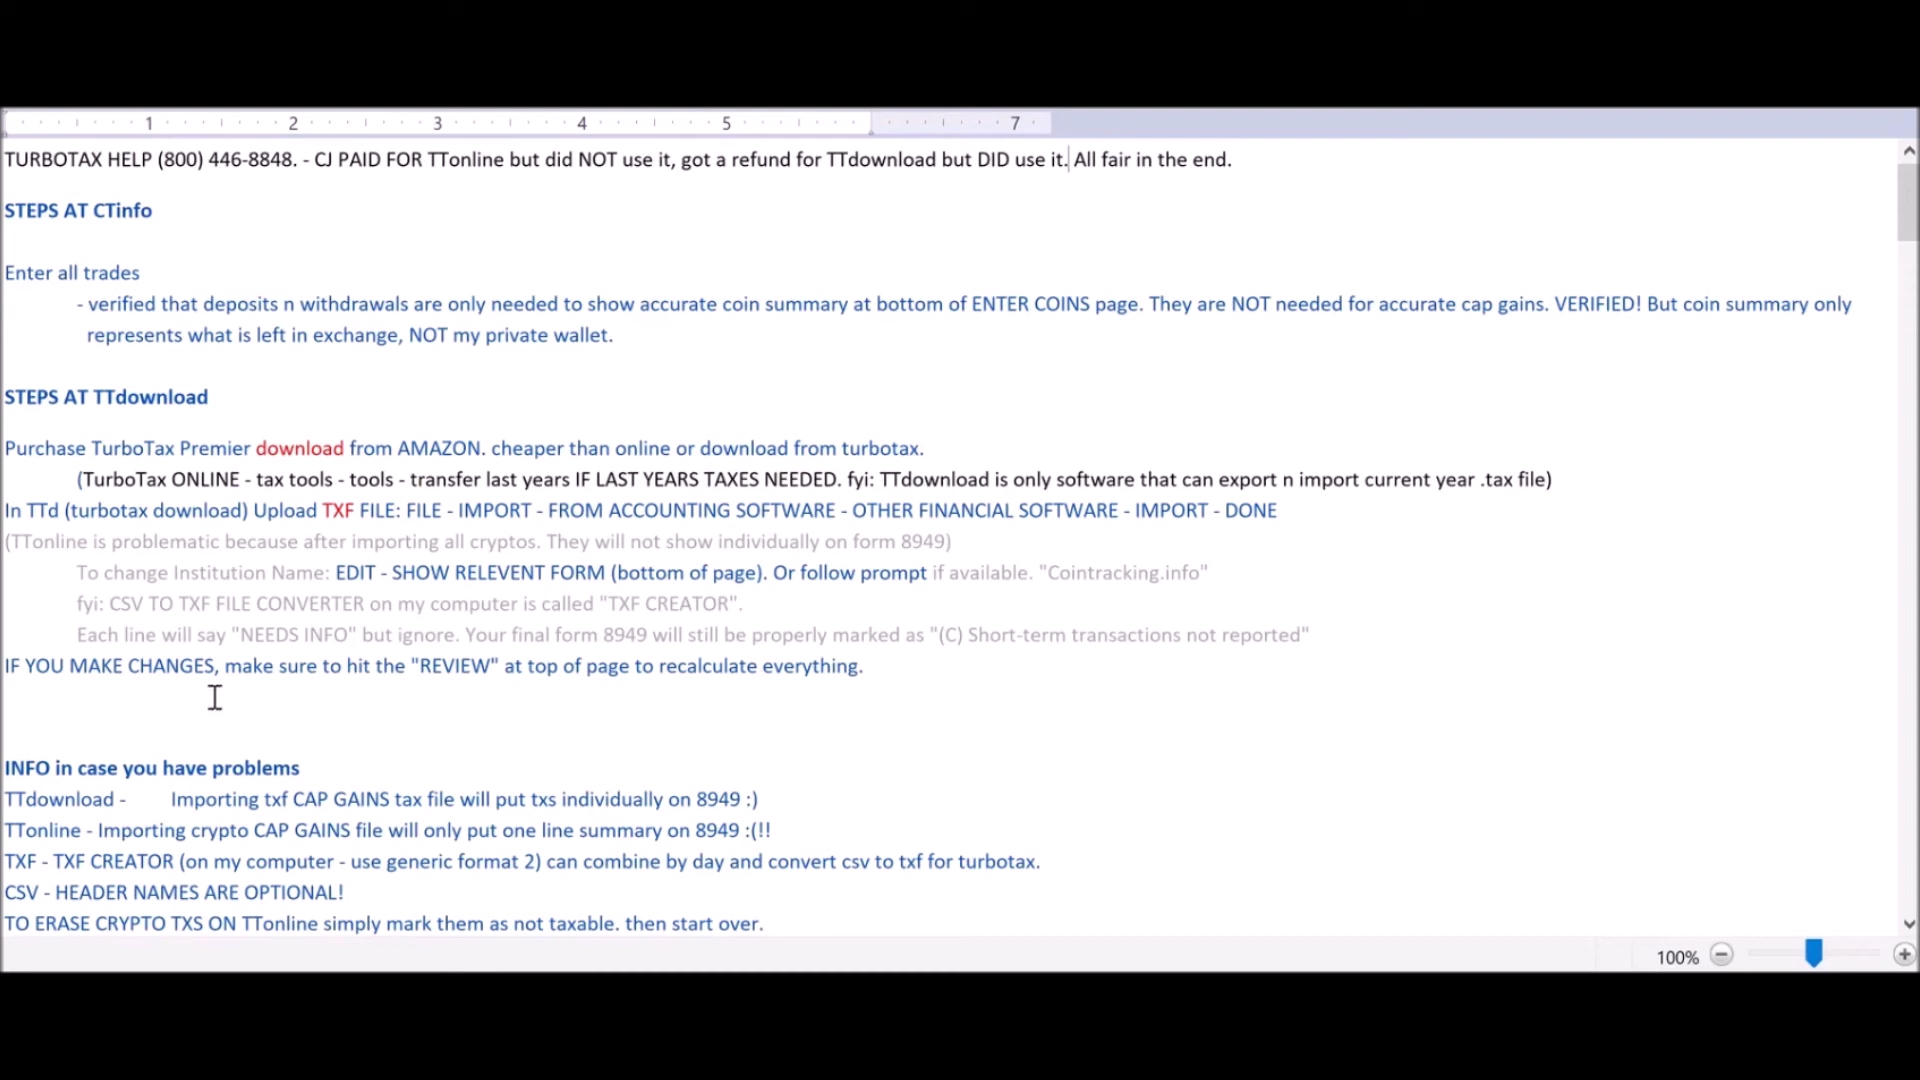 1 2 3 4 5 7
TURBOTAX HELP (800) 446-8848. - CJ PAID FOR TTonline but did NOT use it, got a refund for TTdownload but DID use it. All fair in the end.
STEPS AT CTinfo
Enter all trades
- verified that deposits n withdrawals are only needed to show accurate coin summary at bottom of ENTER COINS page. They are NOT needed for accurate cap gains. VERIFIED! But coin summary only
represents what is left in exchange, NOT my private wallet.
STEPS AT TTdownload
Purchase TurboTax Premier download from AMAZON. cheaper than online or download from turbotax.
(TurboTax ONLINE - tax tools - tools - transfer last years IF LAST YEARS TAXES NEEDED. fyi: TTdownload is only software that can export n import current year .tax file)
In TTd (turbotax download) Upload TXF FILE: FILE - IMPORT - FROM ACCOUNTING SOFTWARE - OTHER FINANCIAL SOFTWARE - IMPORT - DONE
(TTonline is problematic because after importing all cryptos. They will not show individually on form 8949)
To change Institution Name: EDIT - SHOW RELEVENT FORM (bottom of page). Or follow prompt if available. "Cointracking.info"
fyi: CSV TO TXF FILE CONVERTER on my computer is called "TXF CREATOR".
Each line will say "NEEDS INFO" but ignore. Your final form 8949 will still be properly marked as "(C) Short-term transactions not reported"
IF YOU MAKE CHANGES, make sure to hit the "REVIEW" at top of page to recalculate everything.
INFO in case you have problems
TTdownload - Importing txf CAP GAINS tax file will put txs individually on 8949 :)
TTonline - Importing crypto CAP GAINS file will only put one line summary on 8949 :(!!
TXF - TXF CREATOR (on my computer - use generic format 2) can combine by day and convert csv to txf for turbotax.
CSV - HEADER NAMES ARE OPTIONAL!
TO ERASE CRYPTO TXS ON TTonline simply mark them as not taxable. then start over.
100%